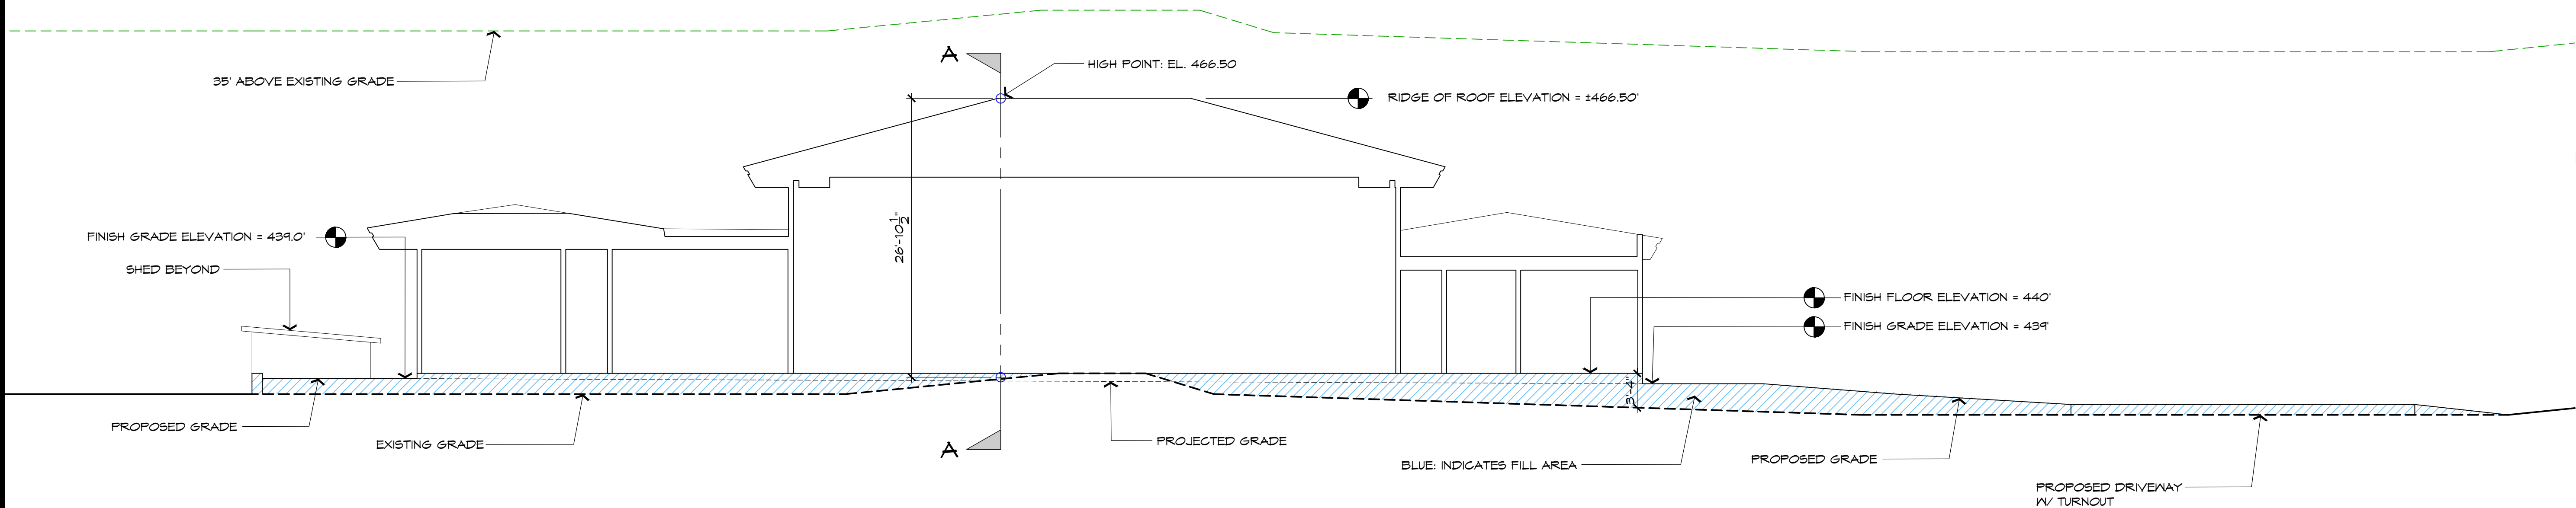 35' ABOVE EXISTING GRADE
A
HIGH POINT: EL. 466.50
RIDGE OF ROOF ELEVATION = ±466.50'
26'-10 1/2"
FINISH GRADE ELEVATION = 439.0'
SHED BEYOND
FINISH FLOOR ELEVATION = 440'
FINISH GRADE ELEVATION = 439'
3'-4"
PROPOSED GRADE
EXISTING GRADE
A
PROJECTED GRADE
BLUE: INDICATES FILL AREA
PROPOSED GRADE
PROPOSED DRIVEWAY
W/ TURNOUT